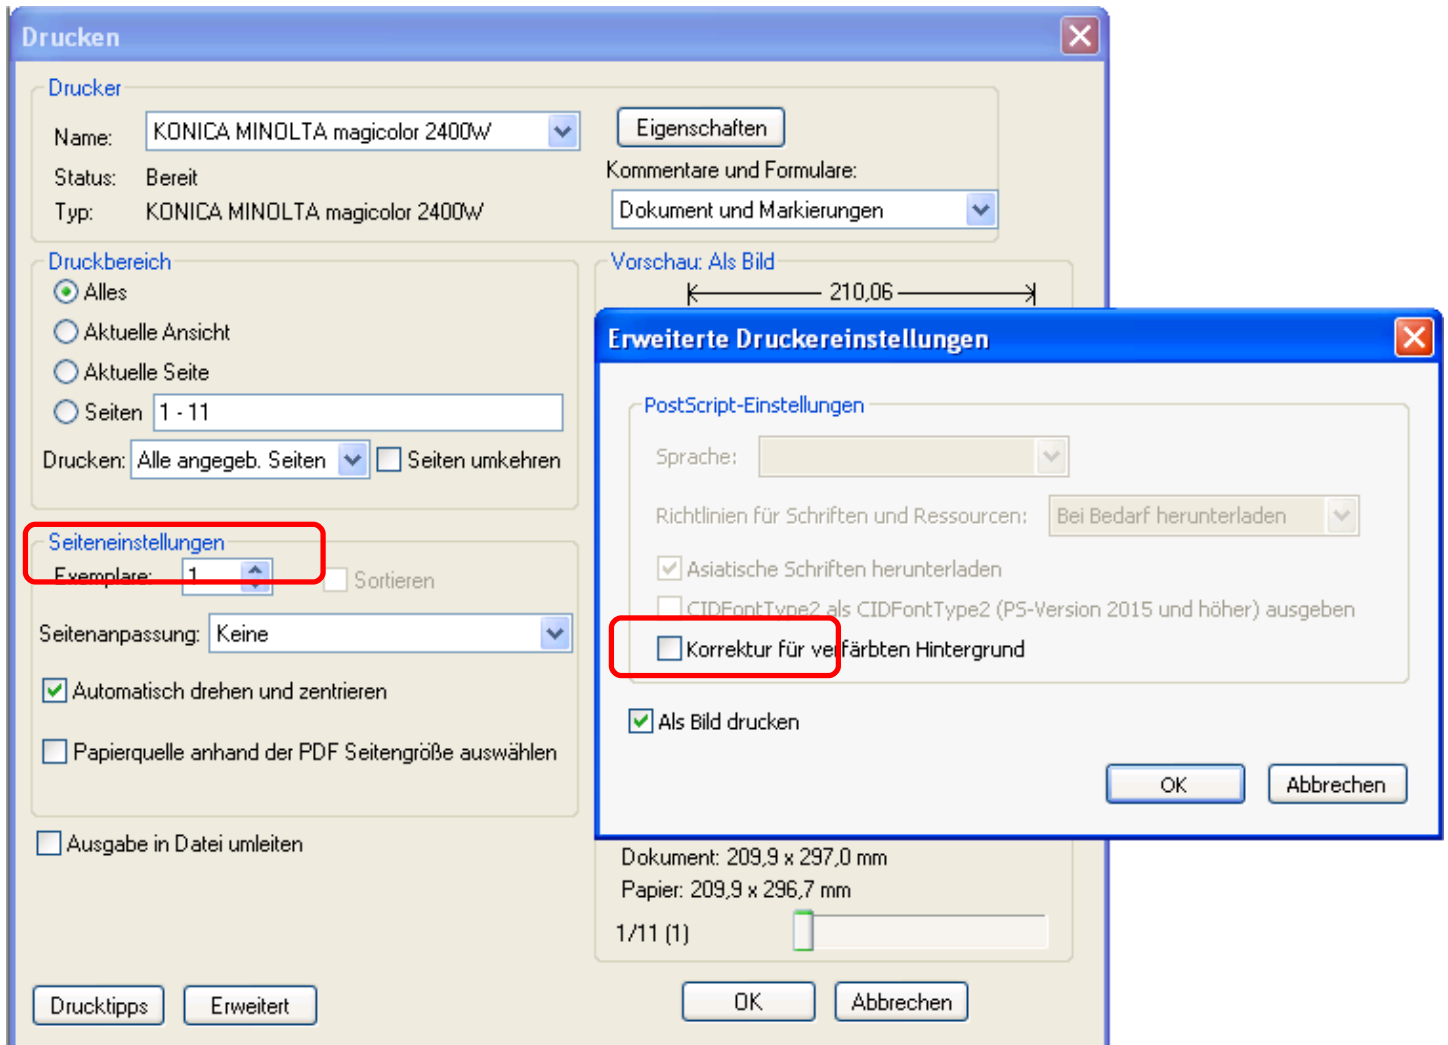 Drucken
Drucker
Name: KONICA MINOLTA magicolor 2400W
Eigenschaften
Status: Bereit
Kommentare und Formulare:
Typ: KONICA MINOLTA magicolor 2400W
Dokument und Markierungen
Druckbereich
Alles
Aktuelle Ansicht
Aktuelle Seite
Seiten 1 - 11
Drucken: Alle angegeb. Seiten Seiten umkehren
Seiteneinstellungen
Exemplare: 1 Sortieren
Seitenanpassung: Keine
Automatisch drehen und zentrieren
Papierquelle anhand der PDF Seitengröße auswählen
Ausgabe in Datei umleiten
Drucktipps Erweitert
Vorschau: Als Bild
210,06
Erweiterte Druckereinstellungen
PostScript-Einstellungen
Sprache:
Richtlinien für Schriften und Ressourcen: Bei Bedarf herunterladen
Asiatische Schriften herunterladen
CIDFontType2 als CIDFontType2 (PS-Version 2015 und höher) ausgeben
Korrektur für verfärbten Hintergrund
Als Bild drucken
OK Abbrechen
Dokument: 209,9 x 297,0 mm
Papier: 209,9 x 296,7 mm
1/11 (1)
OK Abbrechen